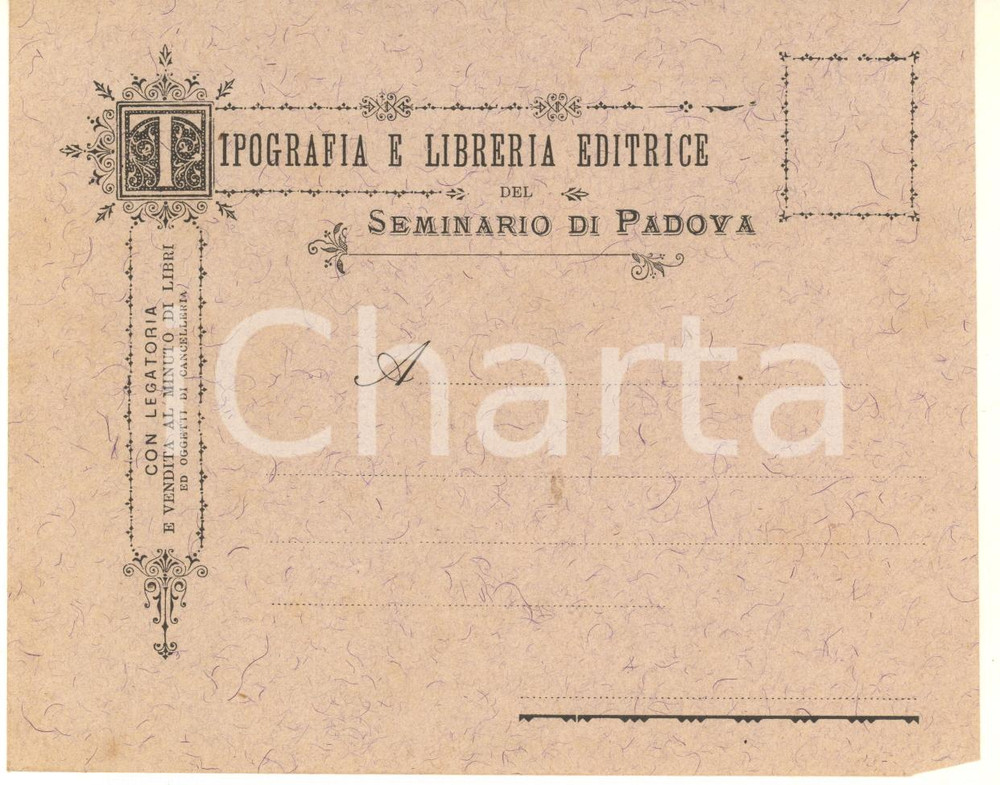 TIPOGRAFIA E LIBRERIA EDITRICE
DEL
SEMINARIO DI PADOVA
CON LEGATORIA
E VENDITA AL MINUTO DI LIBRI
ED OGGETTI DI CANCELLERIA
A
Charta